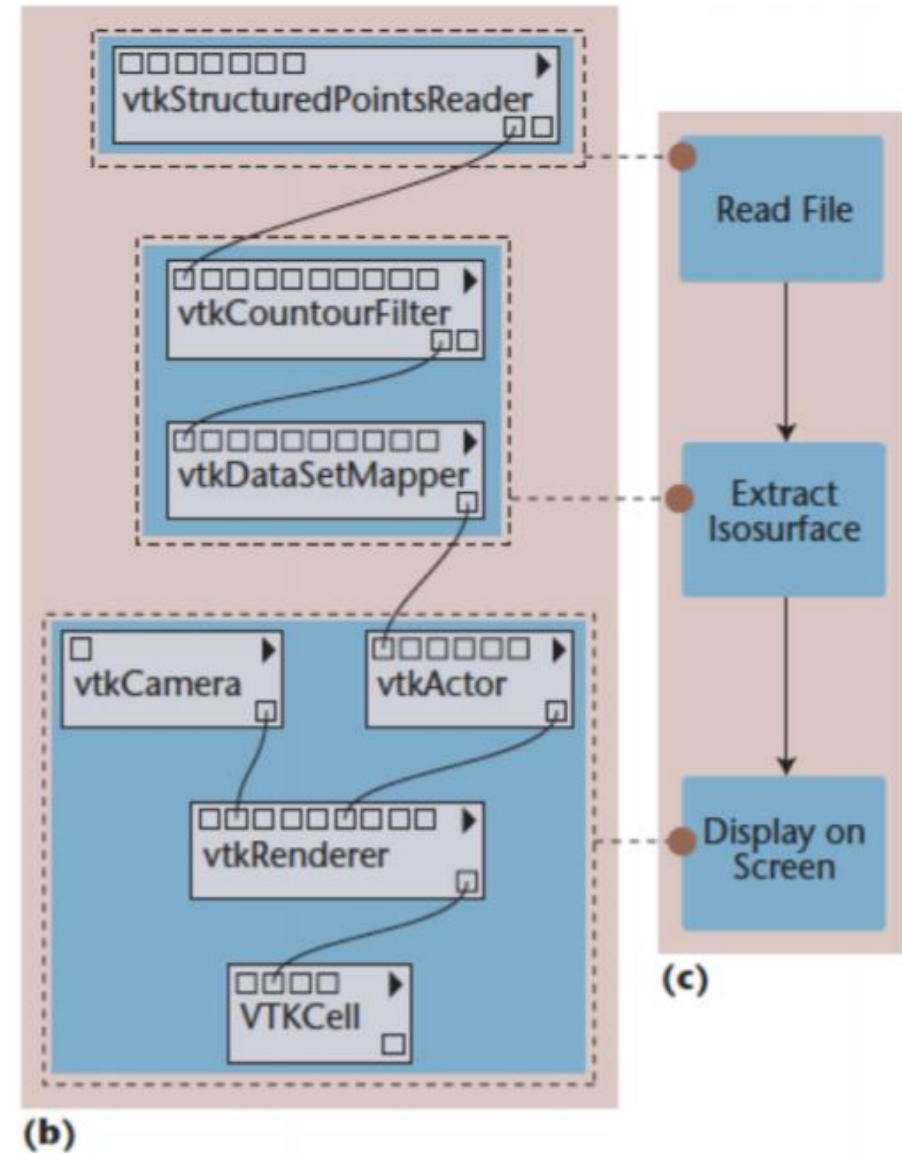 vtkStructuredPointsReader
vtkCountourFilter
vtkDataSetMapper
vtkCamera
vtkActor
vtkRenderer
VTKCell
(b)
Read File
Extract
Isosurface
Display on
Screen
(c)